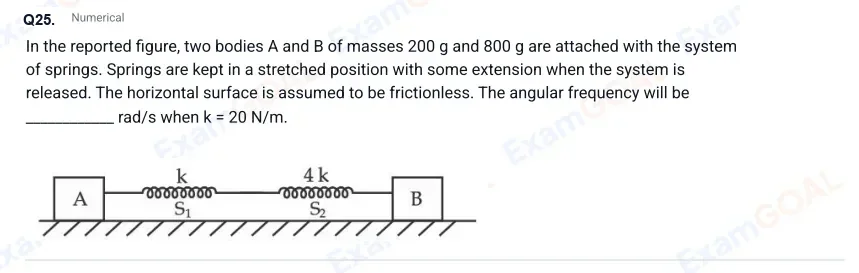 Q25. Numerical
In the reported figure, two bodies A and B of masses 200 g and 800 g are attached with the system
of springs. Springs are kept in a stretched position with some extension when the system is
released. The horizontal surface is assumed to be frictionless. The angular frequency will be
__________ rad/s when k = 20 N/m.
k 4k
A B
S₁ S₂
ExamGOAL